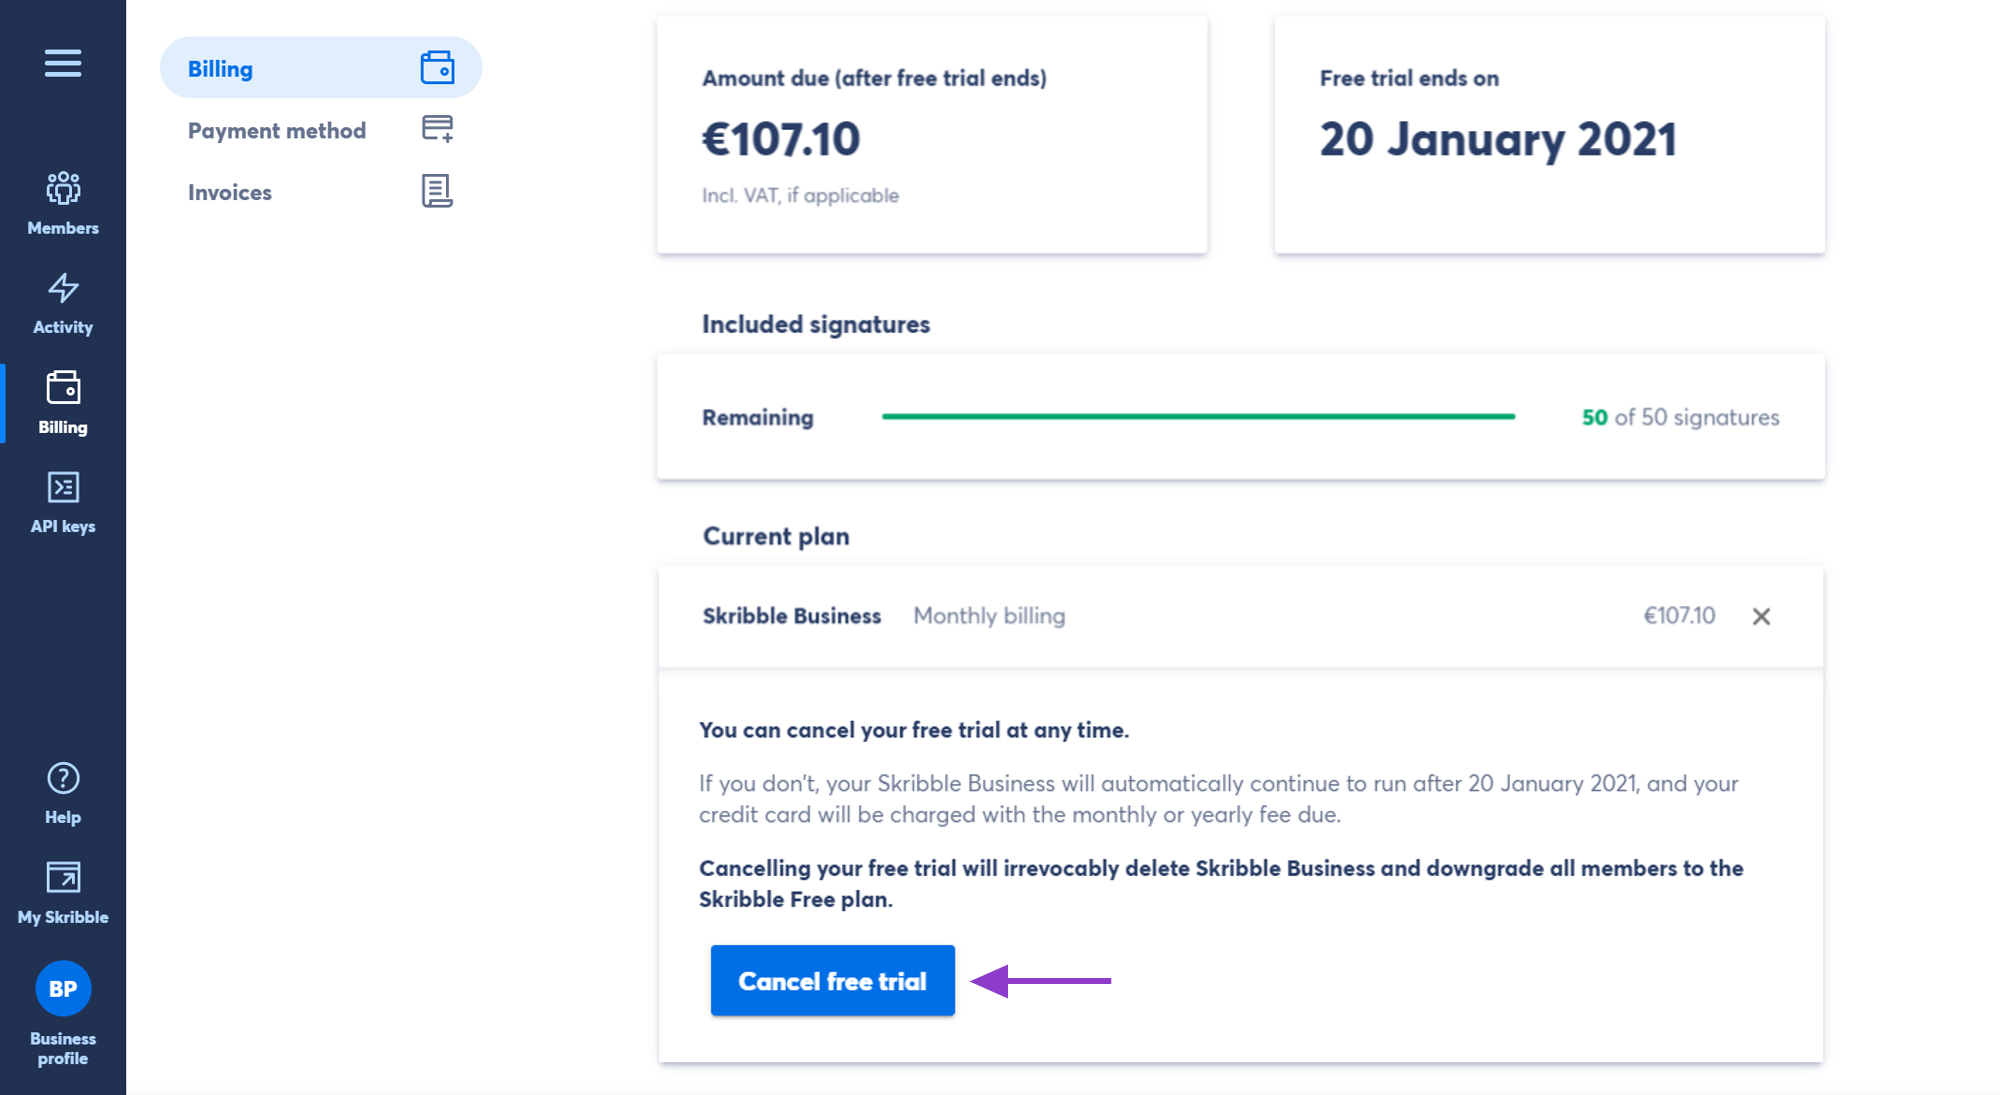 Members
Activity
Billing
API keys
Help
My Skribble
BP
Business
profile
Billing
Payment method
Invoices
Amount due (after free trial ends)
€107.10
Incl. VAT, if applicable
Free trial ends on
20 January 2021
Included signatures
Remaining 50 of 50 signatures
Current plan
Skribble Business Monthly billing €107.10
You can cancel your free trial at any time.
If you don't, your Skribble Business will automatically continue to run after 20 January 2021, and your
credit card will be charged with the monthly or yearly fee due.
Cancelling your free trial will irrevocably delete Skribble Business and downgrade all members to the
Skribble Free plan.
Cancel free trial